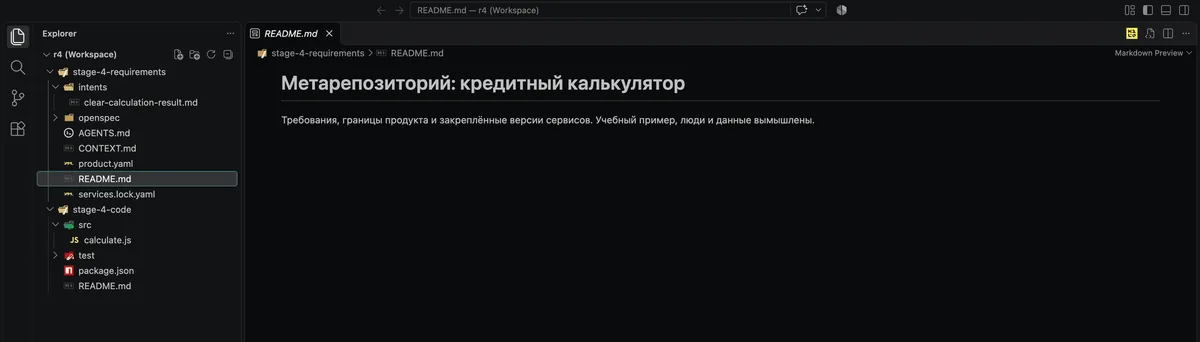 README.md — r4 (Workspace)
Explorer
r4 (Workspace)
stage-4-requirements
intents
clear-calculation-result.md
openspec
AGENTS.md
CONTEXT.md
product.yaml
README.md
services.lock.yaml
stage-4-code
src
JS calculate.js
test
package.json
README.md
README.md
stage-4-requirements > README.md
Markdown Preview
Метарепозиторий: кредитный калькулятор
Требования, границы продукта и закреплённые версии сервисов. Учебный пример, люди и данные вымышлены.